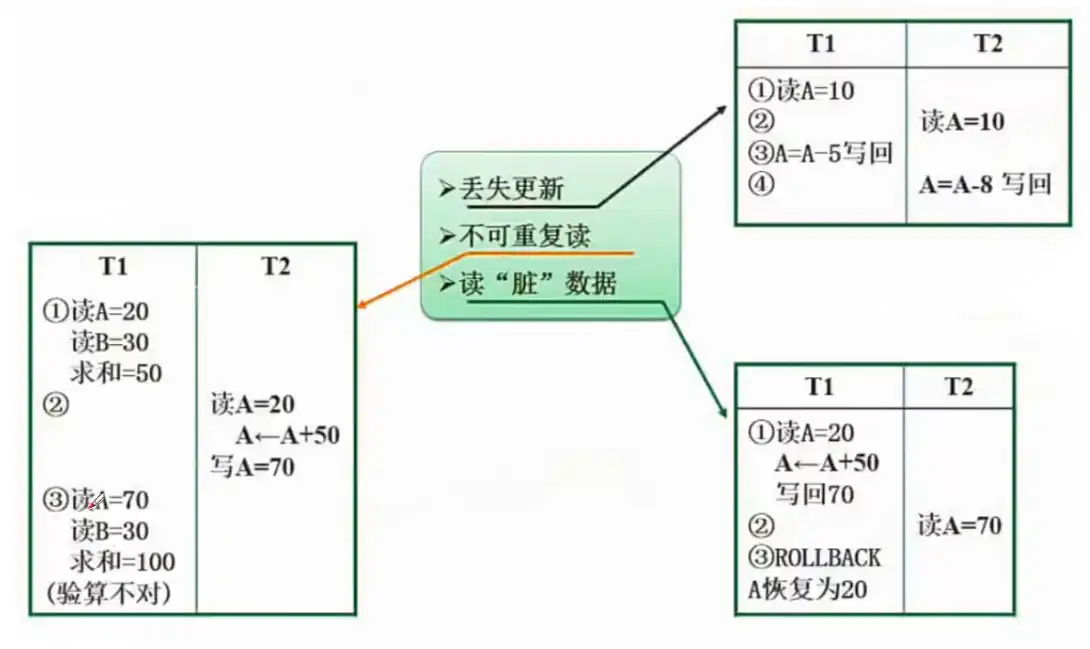 ➢丢失更新
➢不可重复读
➢读“脏”数据
T1 T2
①读A=10
② 读A=10
③A=A-5写回
④ A=A-8 写回
T1 T2
①读A=20
读B=30
求和=50
② 读A=20
A←A+50
写A=70
③读A=70
读B=30
求和=100
(验算不对)
T1 T2
①读A=20
A←A+50
写回70
② 读A=70
③ROLLBACK
A恢复为20